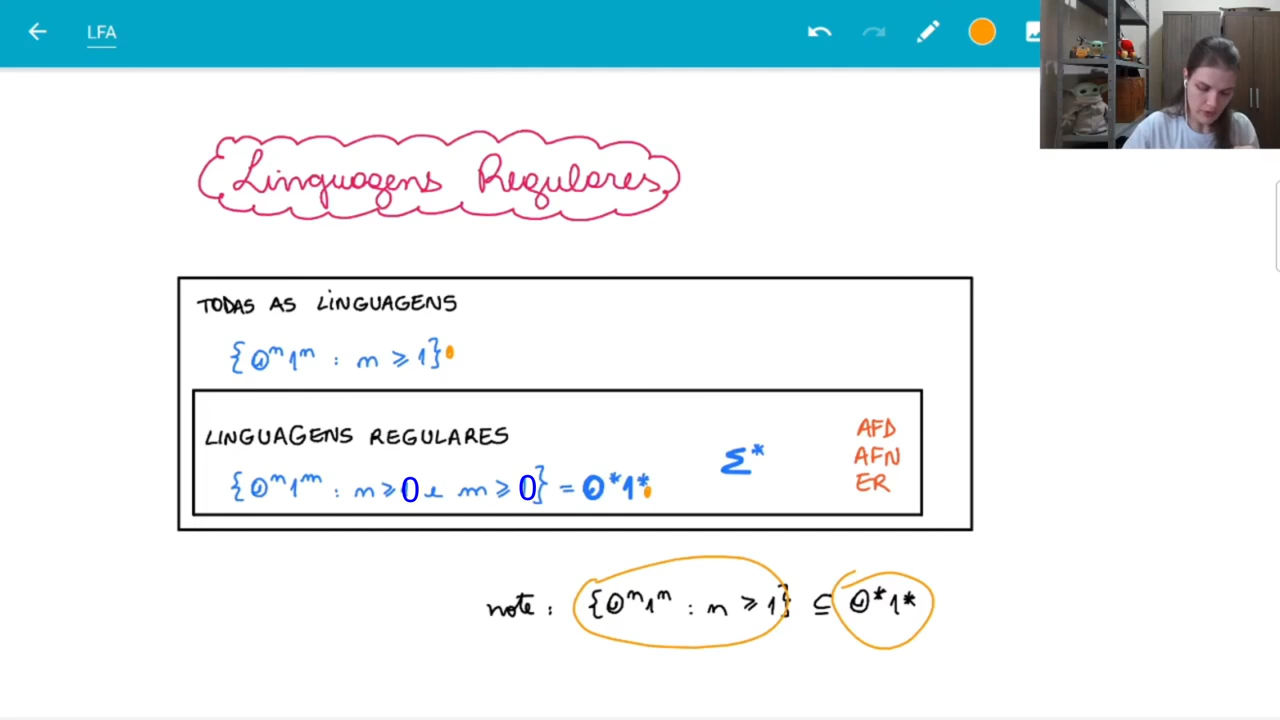 LFA
Linguagens Regulares
TODAS AS LINGUAGENS
{0ⁿ1ⁿ : n ⩾ 1}
LINGUAGENS REGULARES
{0ⁿ1ᵐ : n ⩾ 0 e m ⩾ 0} = 0*1*
Σ*
AFD
AFN
ER
note : {0ⁿ1ⁿ : n ⩾ 1} ⊆ 0*1*